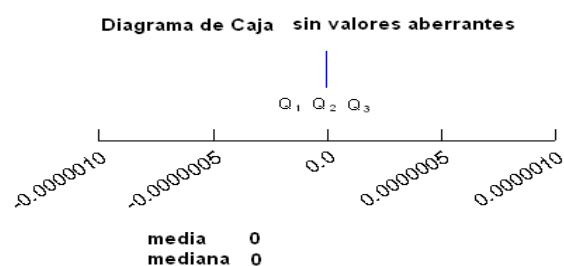 Diagrama de Caja sin valores aberrantes
Q₁ Q₂ Q₃
-0.0000010 -0.0000005 0.0 0.0000005 0.0000010
media 0
mediana 0